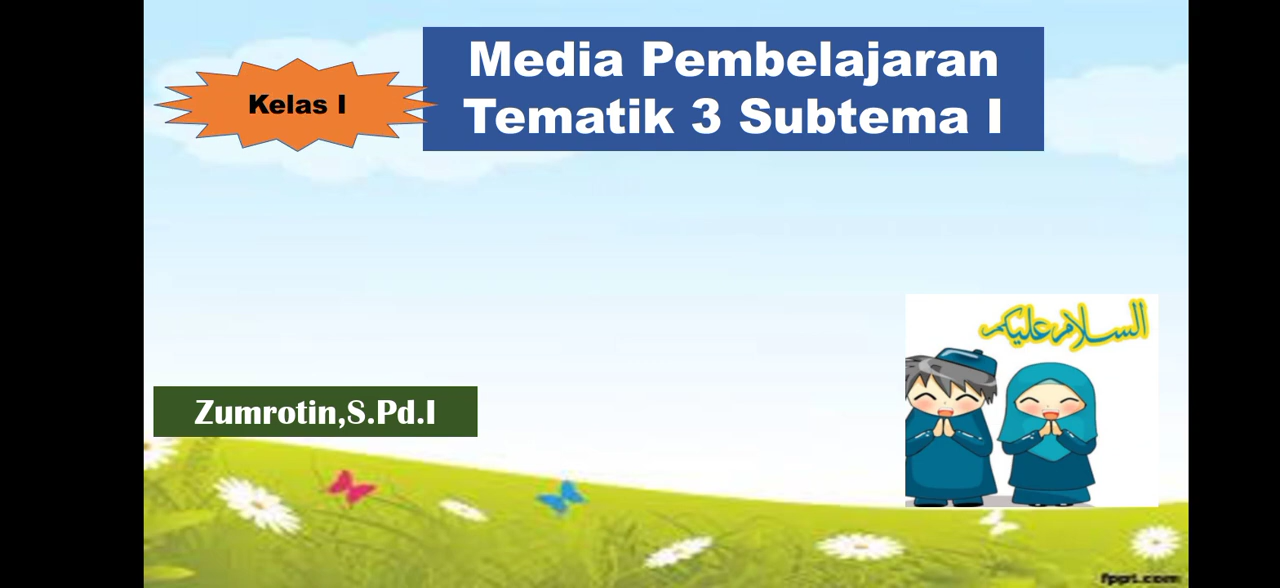 Media Pembelajaran
Tematik 3 Subtema I
Kelas I
السلام عليكم
Zumrotin,S.Pd.I
fppt.com